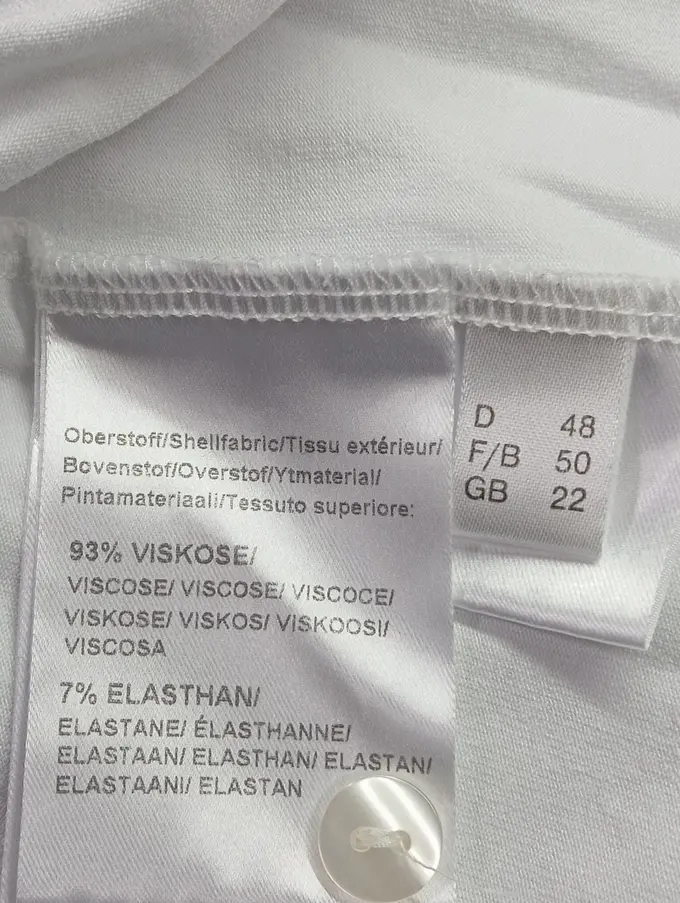 Oberstoff/Shellfabric/Tissu extérieur/
Bovenstof/Overstof/Ytmaterial/
Pintamateriaali/Tessuto superiore:
93% VISKOSE/
VISCOSE/ VISCOSE/ VISCOCE/
VISKOSE/ VISKOS/ VISKOOSI/
VISCOSA
7% ELASTHAN/
ELASTANE/ ÉLASTHANNE/
ELASTAAN/ ELASTHAN/ ELASTAN/
ELASTAANI/ ELASTAN
D 48
F/B 50
GB 22